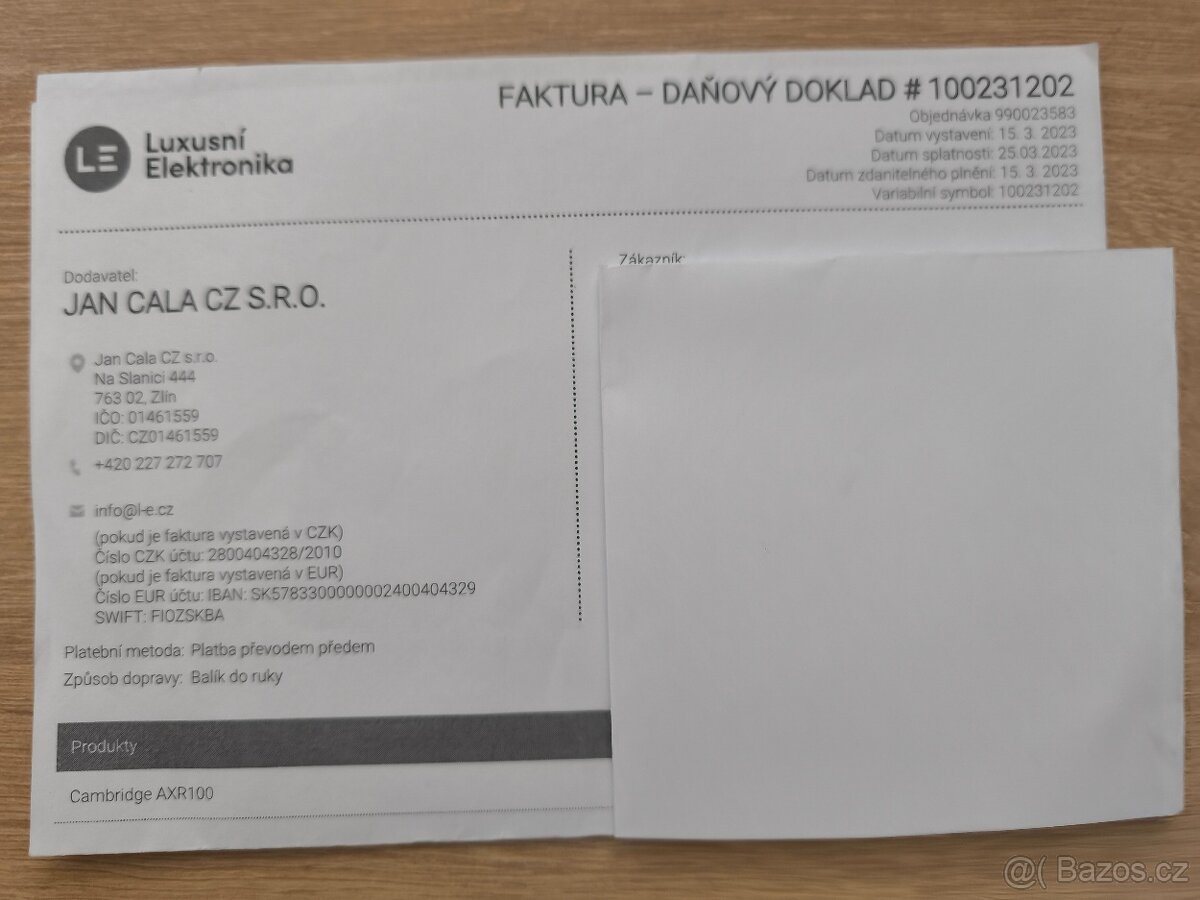 LE Luxusní
Elektronika
FAKTURA – DAŇOVÝ DOKLAD # 100231202
Objednávka 990023583
Datum vystavení: 15. 3. 2023
Datum splatnosti: 25.03.2023
Datum zdanitelného plnění: 15. 3. 2023
Variabilní symbol: 100231202
Dodavatel:
JAN CALA CZ S.R.O.
Jan Cala CZ s.r.o.
Na Slanici 444
763 02, Zlín
IČO: 01461559
DIČ: CZ01461559
+420 227 272 707
info@l-e.cz
(pokud je faktura vystavená v CZK)
Číslo CZK účtu: 2800404328/2010
(pokud je faktura vystavená v EUR)
Číslo EUR účtu: IBAN: SK5783300000002400404329
SWIFT: FIOZSKBA
Platební metoda: Platba převodem předem
Způsob dopravy: Balík do ruky
Zákazník:
Produkty
Cambridge AXR100
@( Bazos.cz